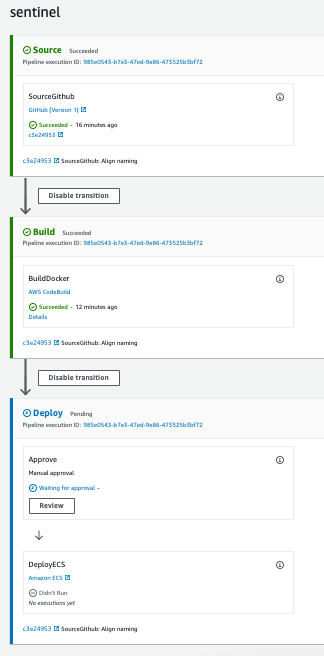 sentinel
Source Succeeded
Pipeline execution ID: 985e0543-b7e3-47ed-9e86-473525b3bf72
SourceGithub
GitHub (Version 1)
Succeeded - 16 minutes ago
c3e24953
c3e24953 SourceGithub: Align naming
Disable transition
Build Succeeded
Pipeline execution ID: 985e0543-b7e3-47ed-9e86-473525b3bf72
BuildDocker
AWS CodeBuild
Succeeded - 12 minutes ago
Details
c3e24953 SourceGithub: Align naming
Disable transition
Deploy Pending
Pipeline execution ID: 985e0543-b7e3-47ed-9e86-473525b3bf72
Approve
Manual approval
Waiting for approval -
Review
DeployECS
Amazon ECS
Didn't Run
No executions yet
c3e24953 SourceGithub: Align naming